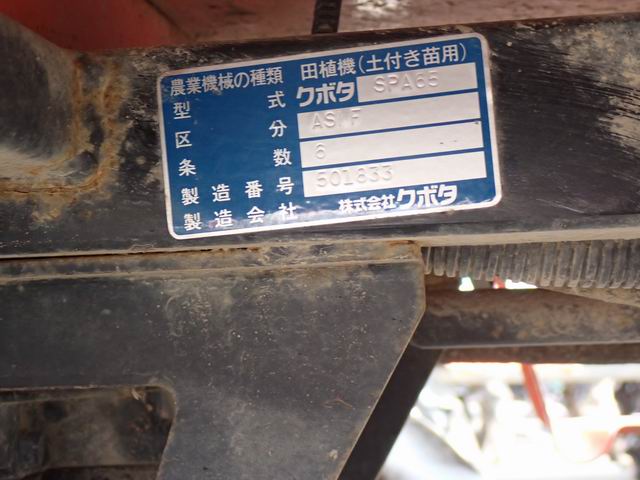 農業機械の種類 田植機(土付き苗用)
型式 クボタ SPA65
区分
条数 6
製造番号 501833
製造会社 株式会社クボタ